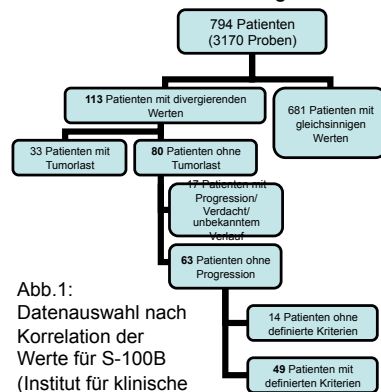 794 Patienten
(3170 Proben)
113 Patienten mit divergierenden
Werten
681 Patienten mit
gleichsinnigen
Werten
33 Patienten mit
Tumorlast
80 Patienten ohne
Tumorlast
17 Patienten mit
Progression/
Verdacht/
unbekanntem
Verlauf
63 Patienten ohne
Progression
14 Patienten ohne
definierte Kriterien
49 Patienten mit
definierten Kriterien
Abb.1:
Datenauswahl nach
Korrelation der
Werte für S-100B
(Institut für klinische